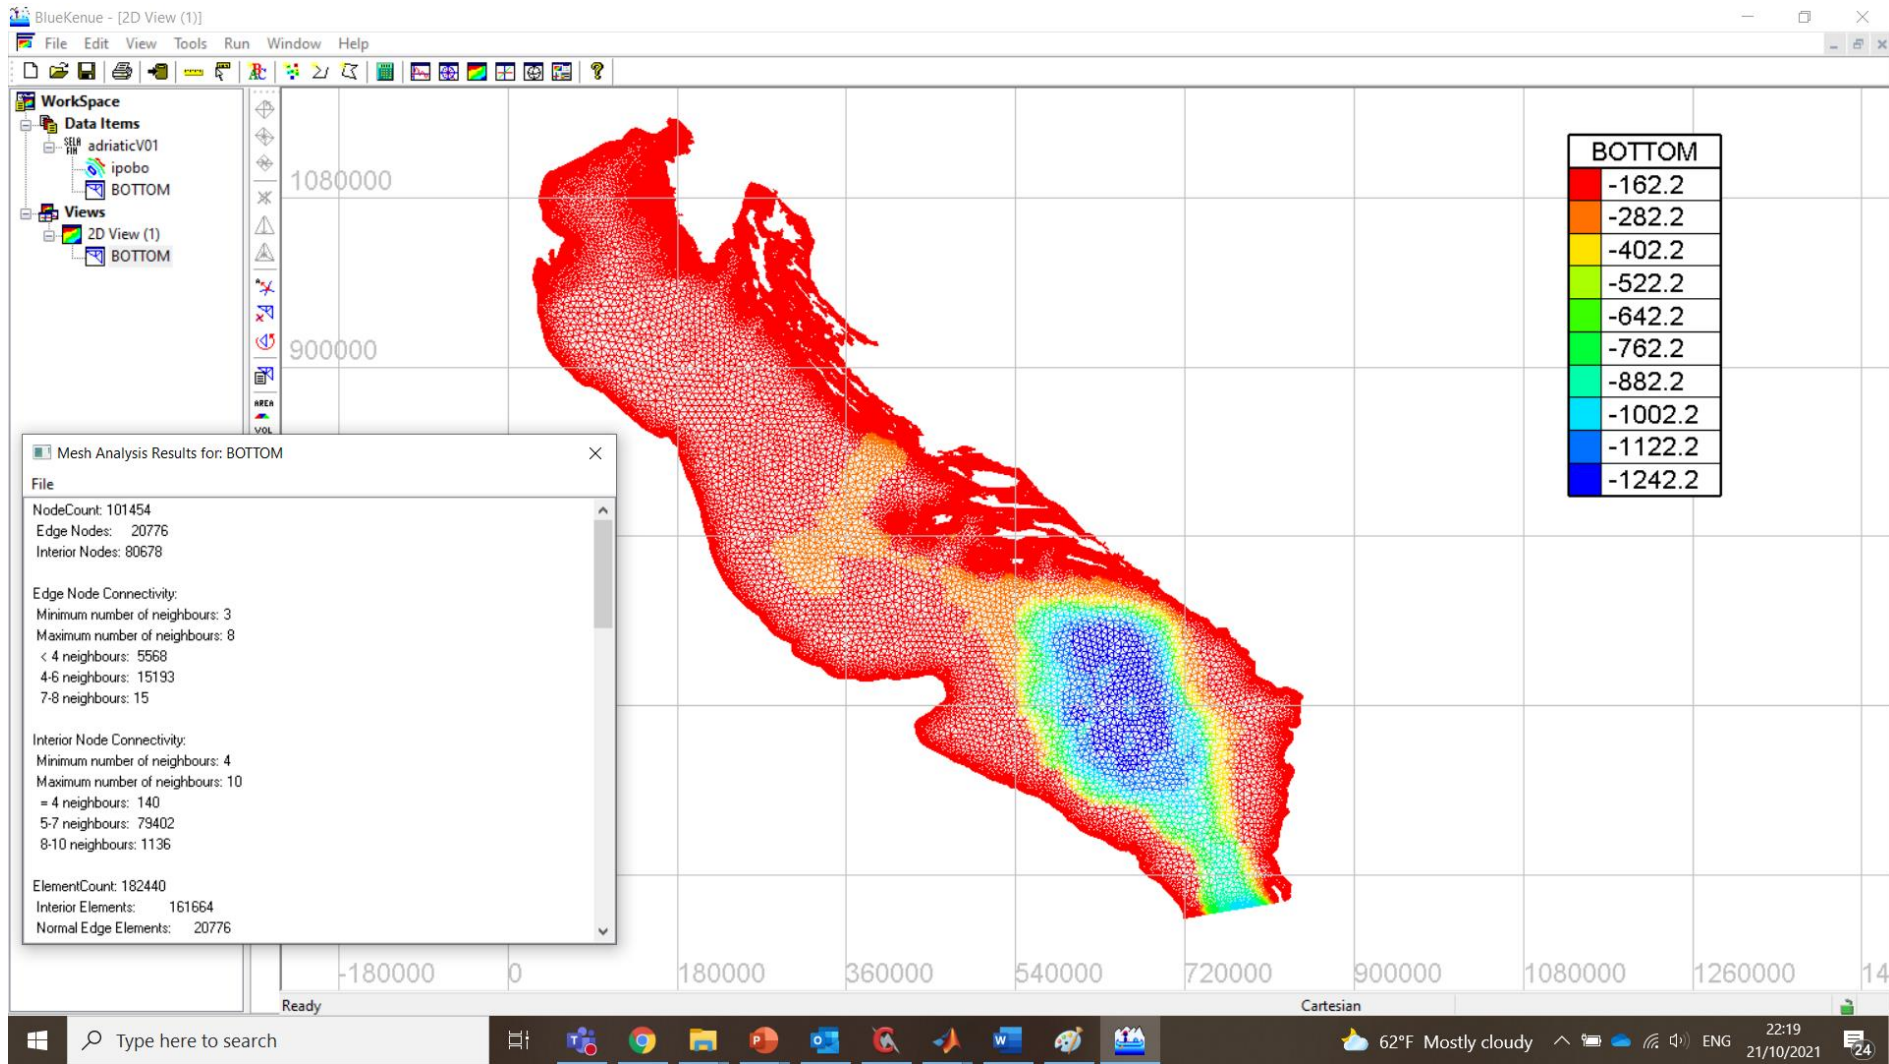 BlueKenue - [2D View (1)]
File Edit View Tools Run Window Help
WorkSpace
Data Items
SELA FIN adriaticV01
ipobo
BOTTOM
Views
2D View (1)
BOTTOM
AREA
VOL
1080000
900000
BOTTOM
-162.2
-282.2
-402.2
-522.2
-642.2
-762.2
-882.2
-1002.2
-1122.2
-1242.2
Mesh Analysis Results for: BOTTOM
File
NodeCount: 101454
Edge Nodes: 20776
Interior Nodes: 80678
Edge Node Connectivity:
Minimum number of neighbours: 3
Maximum number of neighbours: 8
< 4 neighbours: 5568
4-6 neighbours: 15193
7-8 neighbours: 15
Interior Node Connectivity:
Minimum number of neighbours: 4
Maximum number of neighbours: 10
= 4 neighbours: 140
5-7 neighbours: 79402
8-10 neighbours: 1136
ElementCount: 182440
Interior Elements: 161664
Normal Edge Elements: 20776
-180000 0 180000 360000 540000 720000 900000 1080000 1260000 14
Ready Cartesian
Type here to search
62°F Mostly cloudy ENG 22:19
21/10/2021
24